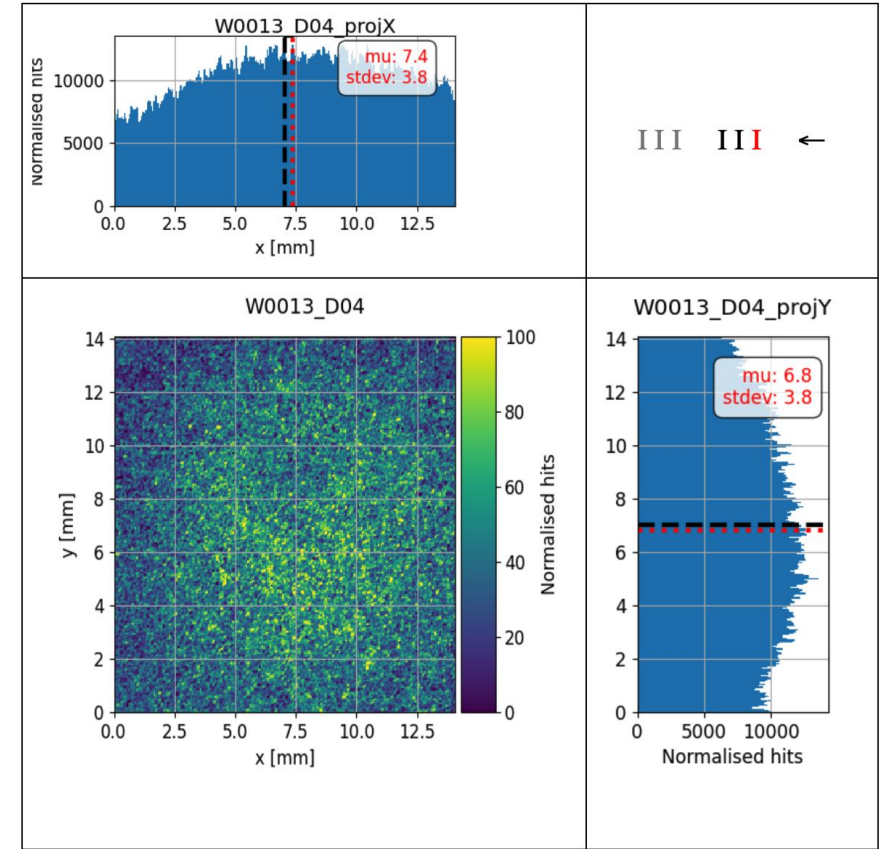 W0013_D04_projX
Normalised hits
10000
5000
0
mu: 7.4
stdev: 3.8
0.0 2.5 5.0 7.5 10.0 12.5
x [mm]
III III ←
W0013_D04
y [mm]
14
12
10
8
6
4
2
0
0.0 2.5 5.0 7.5 10.0 12.5
x [mm]
100
80
60
40
20
0
Normalised hits
W0013_D04_projY
14
12
10
8
6
4
2
0
mu: 6.8
stdev: 3.8
0 5000 10000
Normalised hits